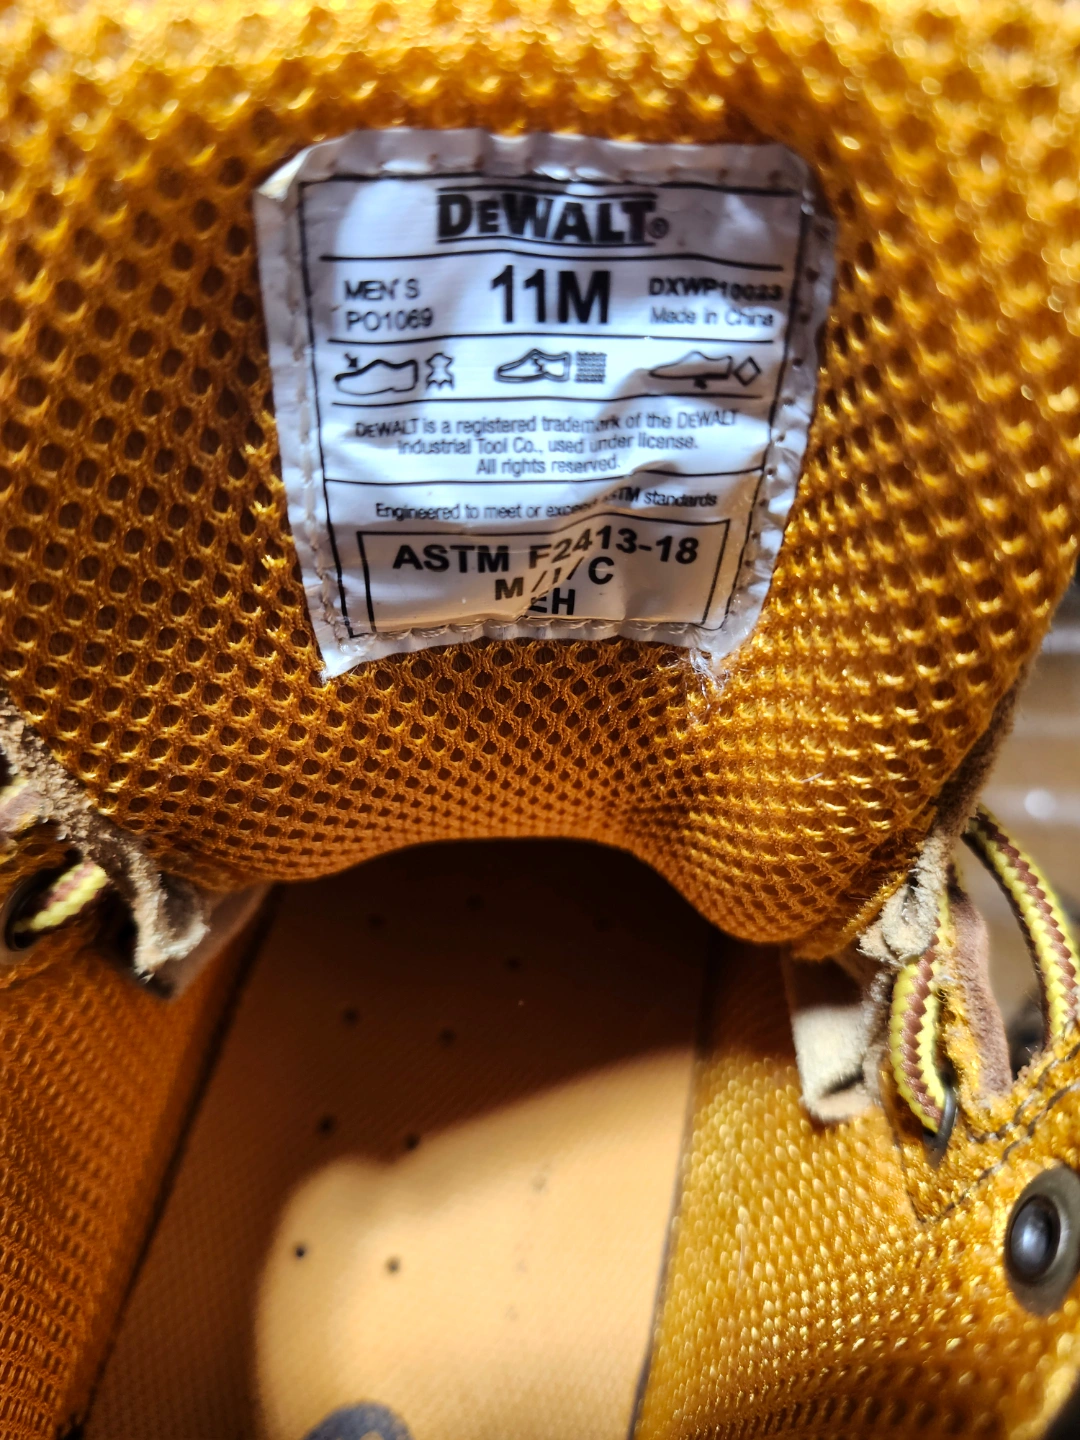 DEWALT®
MEN'S 11M DXWP10023
PO1069 Made in China
DEWALT is a registered trademark of the DEWALT
Industrial Tool Co., used under license.
All rights reserved.
Engineered to meet or exceed ASTM standards
ASTM F2413-18
M/I/C
EH